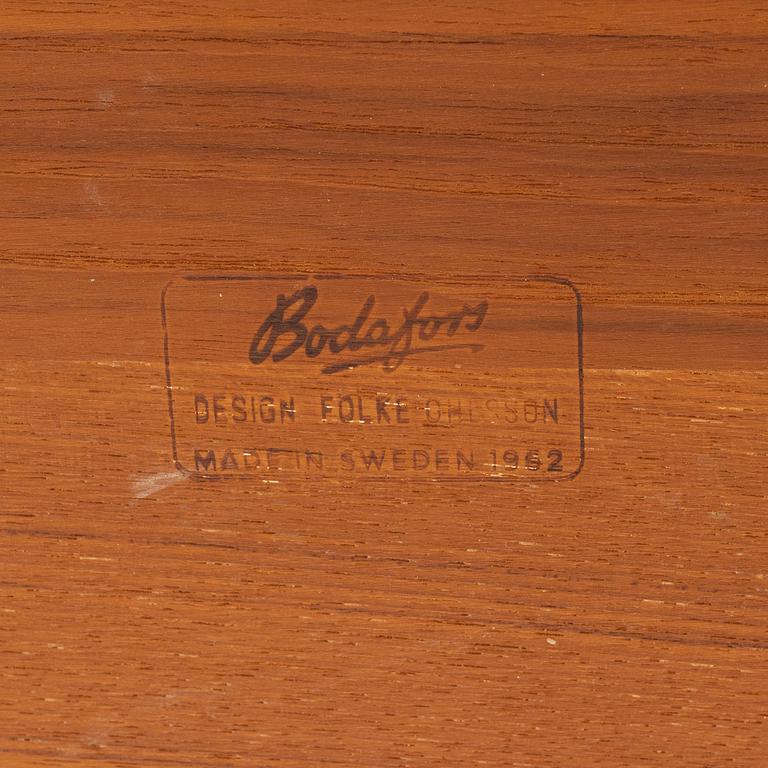 Bodafors
DESIGN FOLKE OHLSSON
MADE IN SWEDEN 1962